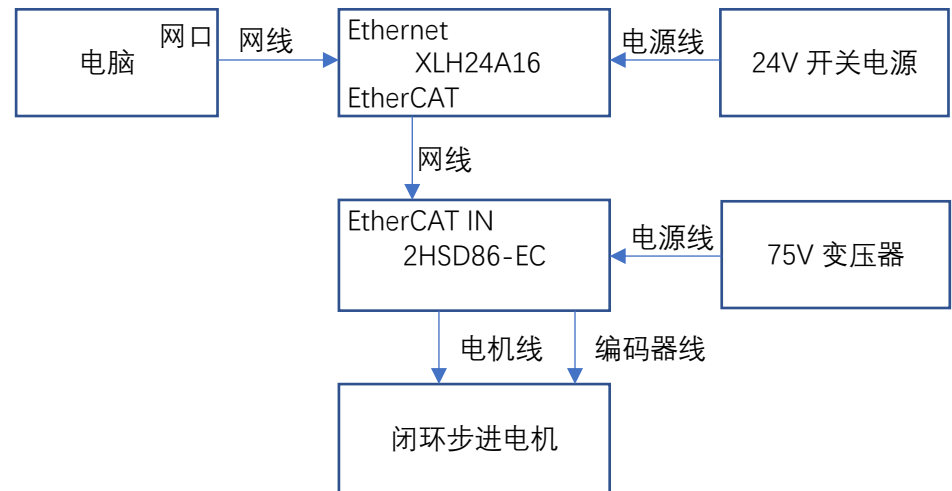 电脑
网口
网线
Ethernet
XLH24A16
EtherCAT
电源线
24V 开关电源
网线
EtherCAT IN
2HSD86-EC
电源线
75V 变压器
电机线
编码器线
闭环步进电机